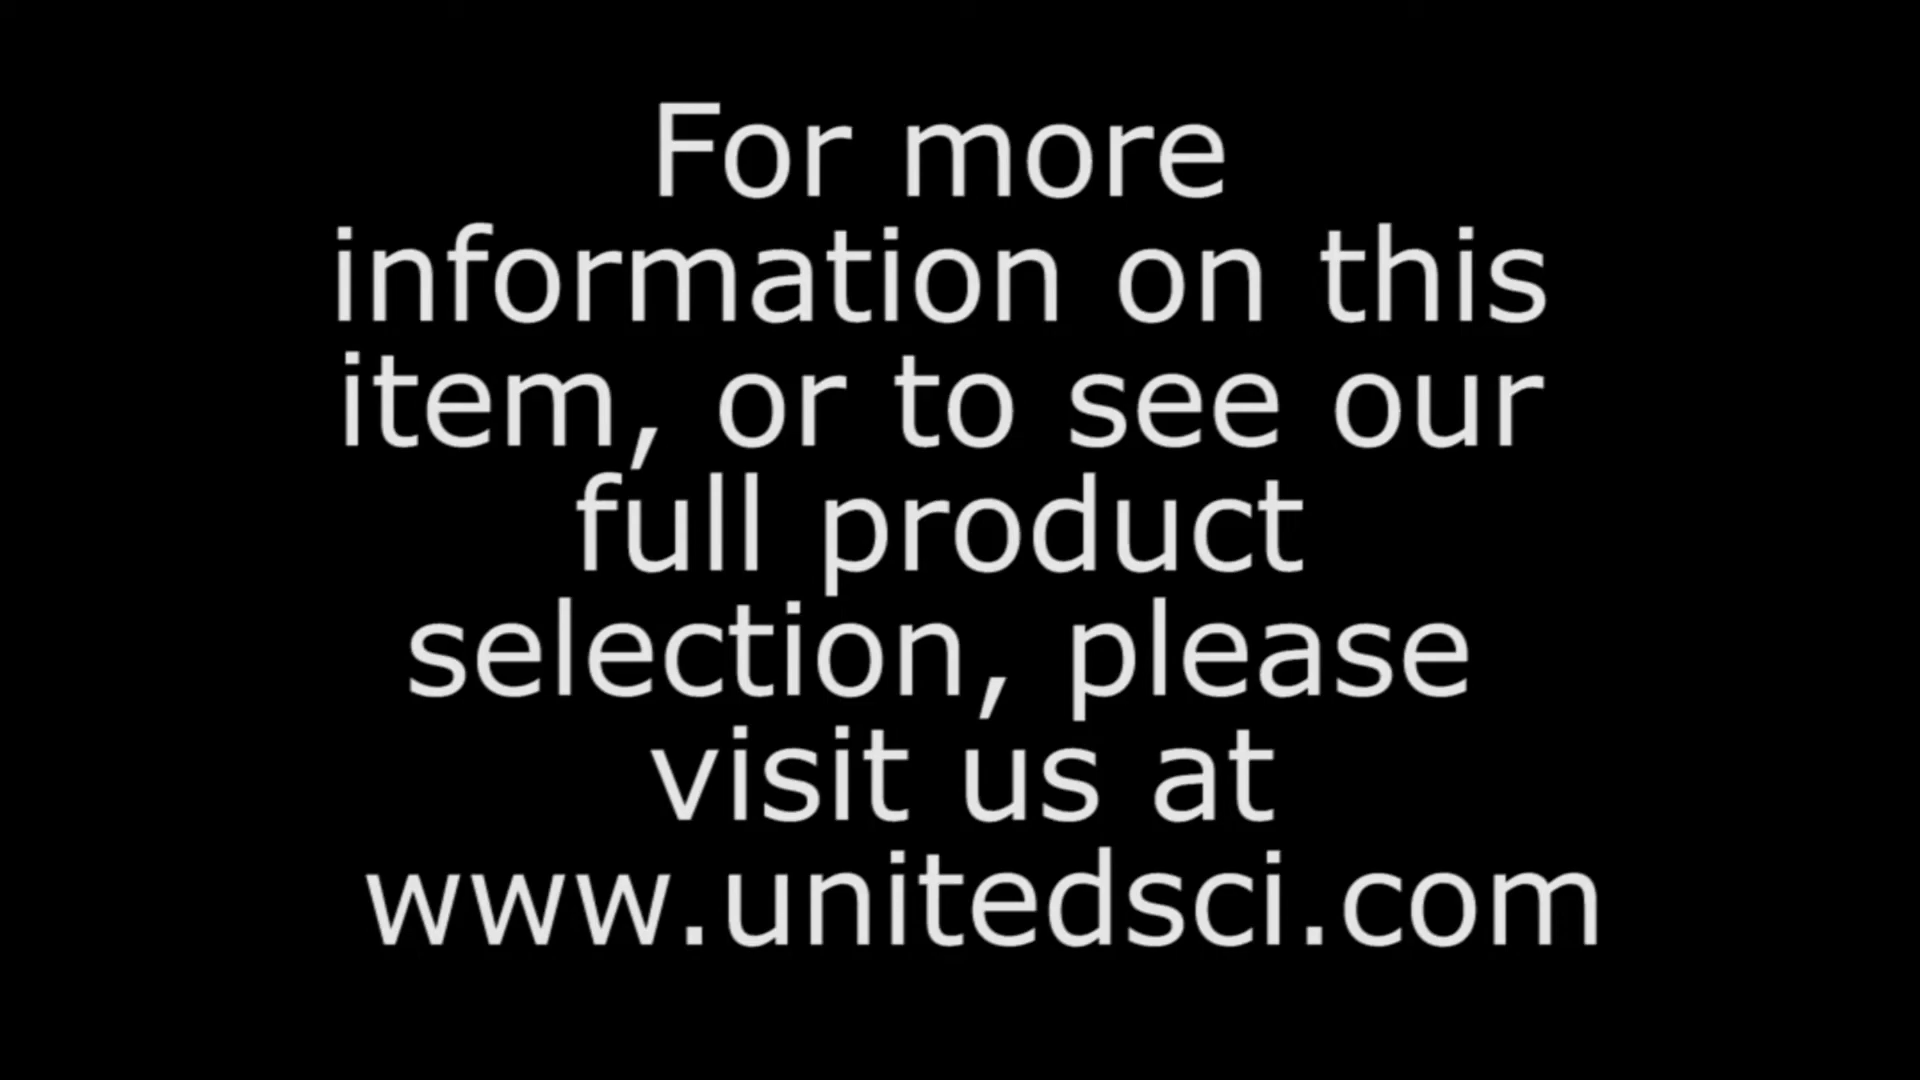 For more
information on this
item, or to see our
full product
selection, please
visit us at
www.unitedsci.com